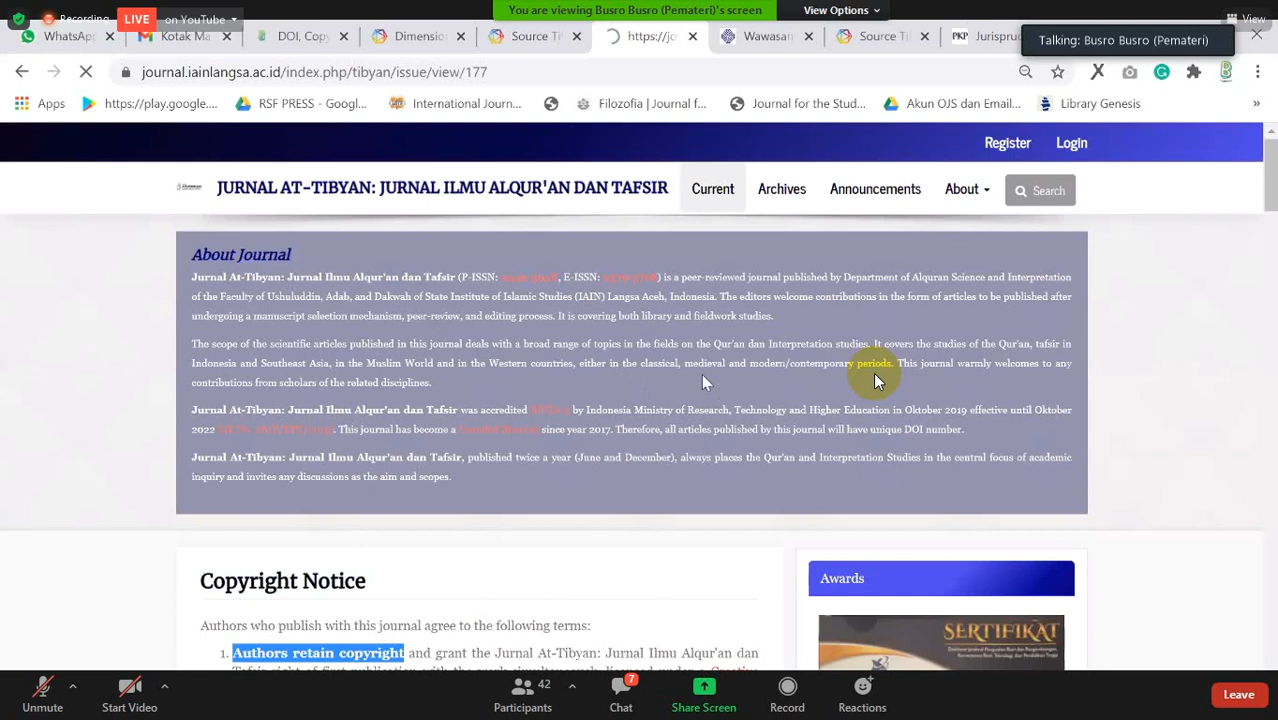 Recording
LIVE
on YouTube
You are viewing Busro Busro (Pemateri)'s screen
View Options
View
WhatsApp
Kotak Ma
DOI, Cop
Dimensio
Source Ti
https://jo
Wawasan
Source Ti
PKP
Jurispru
Talking: Busro Busro (Pemateri)
journal.iainlangsa.ac.id/index.php/tibyan/issue/view/177
Apps
https://play.google....
RSF PRESS - Googl...
International Journ...
Filozofia | Journal f...
Journal for the Stud...
Akun OJS dan Email...
Library Genesis
»
Register
Login
JURNAL AT-TIBYAN: JURNAL ILMU ALQUR'AN DAN TAFSIR
Current
Archives
Announcements
About
Search
About Journal
Jurnal At-Tibyan: Jurnal Ilmu Alqur'an dan Tafsir (P-ISSN: , E-ISSN: ) is a peer-reviewed journal published by Department of Alquran Science and Interpretation
of the Faculty of Ushuluddin, Adab, and Dakwah of State Institute of Islamic Studies (IAIN) Langsa Aceh, Indonesia. The editors welcome contributions in the form of articles to be published after
undergoing a manuscript selection mechanism, peer-review, and editing process. It is covering both library and fieldwork studies.
The scope of the scientific articles published in this journal deals with a broad range of topics in the fields on the Qur'an dan Interpretation studies. It covers the studies of the Qur'an, tafsir in
Indonesia and Southeast Asia, in the Muslim World and in the Western countries, either in the classical, medieval and modern/contemporary periods. This journal warmly welcomes to any
contributions from scholars of the related disciplines.
Jurnal At-Tibyan: Jurnal Ilmu Alqur'an dan Tafsir was accredited by Indonesia Ministry of Research, Technology and Higher Education in Oktober 2019 effective until Oktober
2022 . This journal has become a since year 2017. Therefore, all articles published by this journal will have unique DOI number.
Jurnal At-Tibyan: Jurnal Ilmu Alqur'an dan Tafsir, published twice a year (June and December), always places the Qur'an and Interpretation Studies in the central focus of academic
inquiry and invites any discussions as the aim and scopes.
Copyright Notice
Authors who publish with this journal agree to the following terms:
1. Authors retain copyright and grant the Jurnal At-Tibyan: Jurnal Ilmu Alqur'an dan
Awards
SERTIFIKAT
Unmute
Start Video
42
Participants
7
Chat
Share Screen
Record
Reactions
Leave